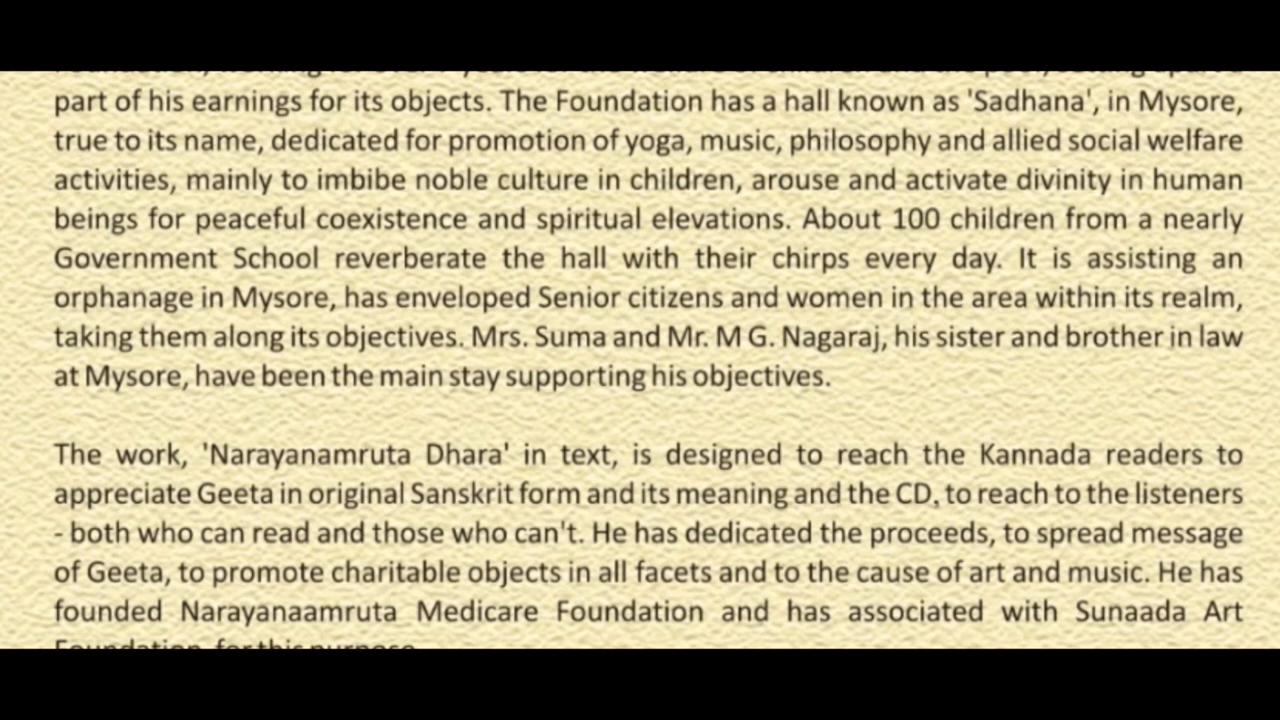 part of his earnings for its objects. The Foundation has a hall known as 'Sadhana', in Mysore,
true to its name, dedicated for promotion of yoga, music, philosophy and allied social welfare
activities, mainly to imbibe noble culture in children, arouse and activate divinity in human
beings for peaceful coexistence and spiritual elevations. About 100 children from a nearly
Government School reverberate the hall with their chirps every day. It is assisting an
orphanage in Mysore, has enveloped Senior citizens and women in the area within its realm,
taking them along its objectives. Mrs. Suma and Mr. M G. Nagaraj, his sister and brother in law
at Mysore, have been the main stay supporting his objectives.
The work, 'Narayanamruta Dhara' in text, is designed to reach the Kannada readers to
appreciate Geeta in original Sanskrit form and its meaning and the CD, to reach to the listeners
- both who can read and those who can't. He has dedicated the proceeds, to spread message
of Geeta, to promote charitable objects in all facets and to the cause of art and music. He has
founded Narayanaamruta Medicare Foundation and has associated with Sunaada Art
Foundation, for this purpose.